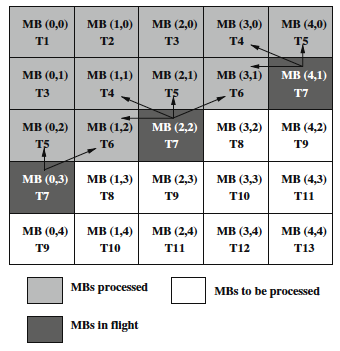 MB (0,0) MB (1,0) MB (2,0) MB (3,0) MB (4,0)
T1 T2 T3 T4 T5
MB (0,1) MB (1,1) MB (2,1) MB (3,1) MB (4,1)
T3 T4 T5 T6 T7
MB (0,2) MB (1,2) MB (2,2) MB (3,2) MB (4,2)
T5 T6 T7 T8 T9
MB (0,3) MB (1,3) MB (2,3) MB (3,3) MB (4,3)
T7 T8 T9 T10 T11
MB (0,4) MB (1,4) MB (2,4) MB (3,4) MB (4,4)
T9 T10 T11 T12 T13
MBs processed
MBs to be processed
MBs in flight